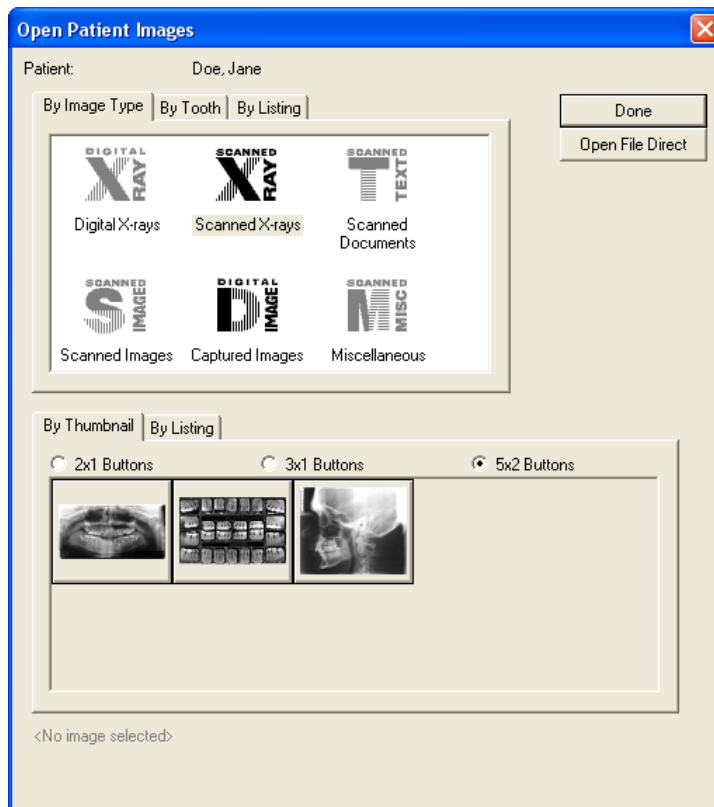 Open Patient Images
Patient: Doe, Jane
By Image Type By Tooth By Listing
Done
Open File Direct
DIGITAL XRAY
Digital X-rays
SCANNED XRAY
Scanned X-rays
SCANNED TEXT
Scanned
Documents
SCANNED IMAGE
Scanned Images
DIGITAL IMAGE
Captured Images
SCANNED MISC
Miscellaneous
By Thumbnail By Listing
2x1 Buttons 3x1 Buttons 5x2 Buttons
<No image selected>